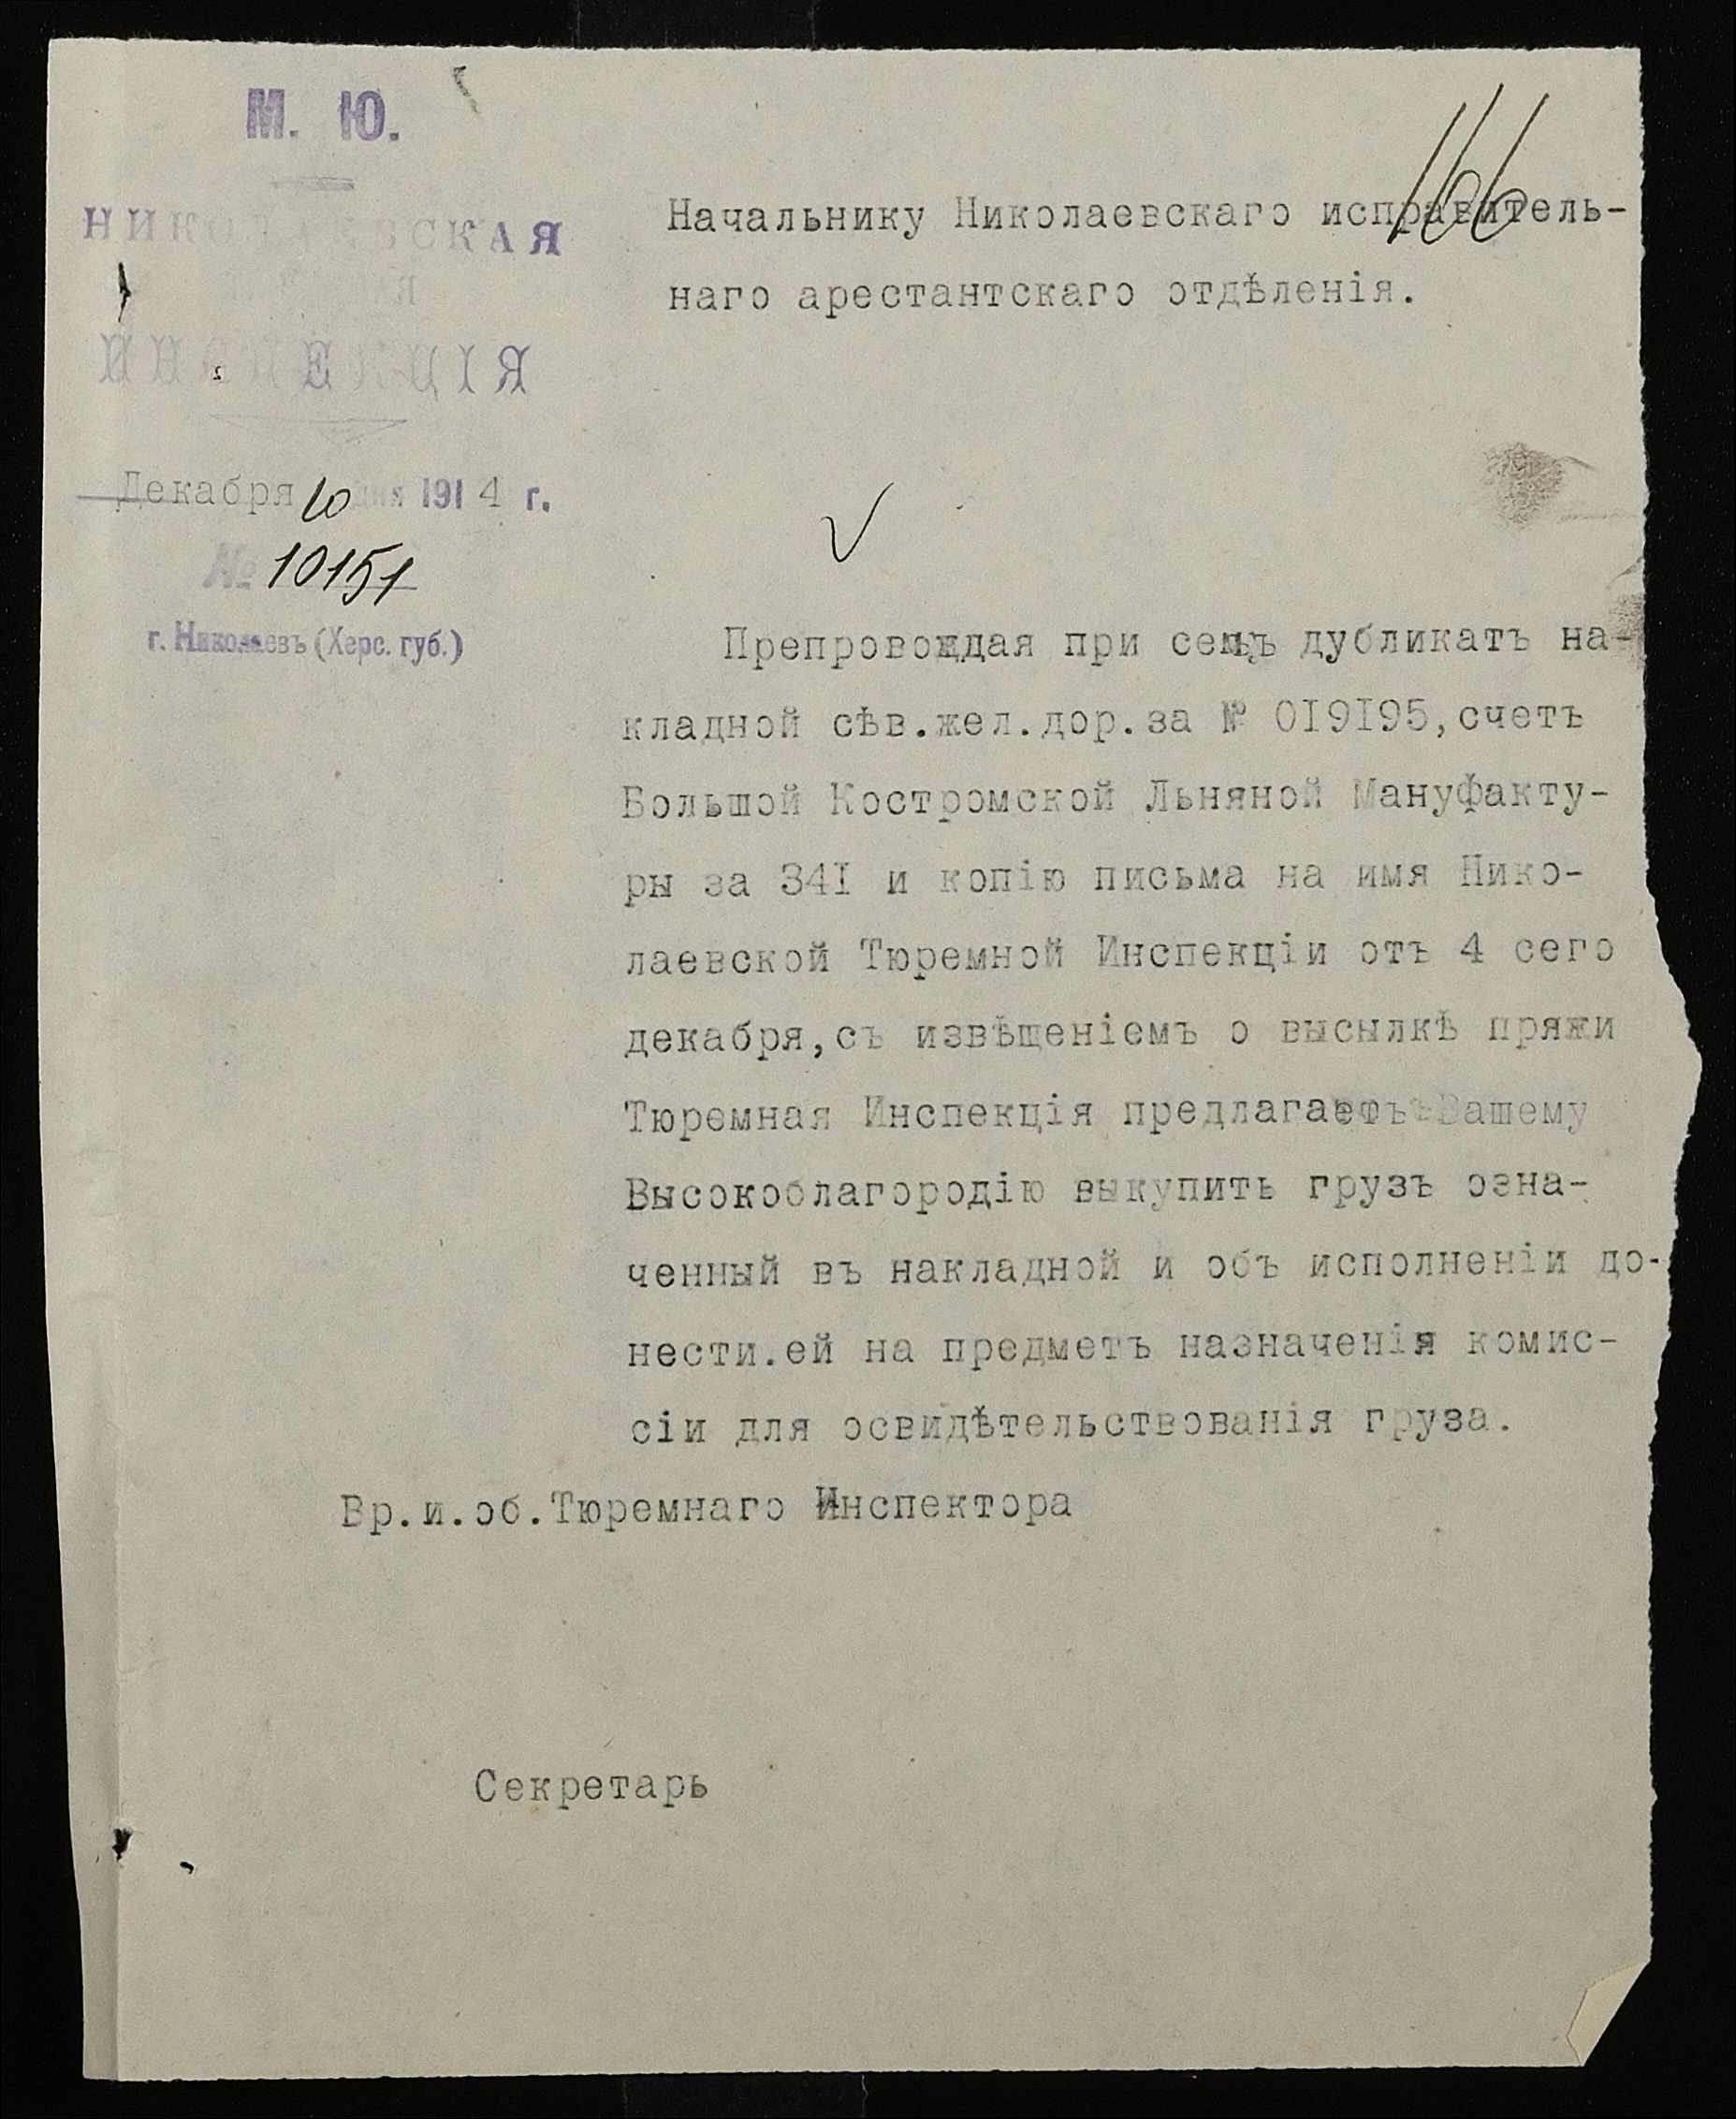 М. Ю.
НИКОЛАЕВСКАЯ
ИНСПЕКЦІЯ
Декабря 10 дня 1914 г.
№ 10151
г. Николаевъ (Херс. губ.)
166
Начальнику Николаевскаго исправитель-
наго арестантскаго отдѣленія.
Препровождая при семъ дубликатъ на-
кладной сѣв.жел.дор.за № 0I9I95,счетъ
Большой Костромской Льняной Мануфакту-
ры за 34I и копію письма на имя Нико-
лаевской Тюремной Инспекціи отъ 4 сего
декабря,съ извѣщеніемъ о высылкѣ пряжи
Тюремная Инспекція предлагаетъ Вашему
Высокоблагородію выкупить грузъ озна-
ченный въ накладной и объ исполненіи до-
нести.ей на предметъ назначенія комис-
сіи для освидѣтельствованія груза.
Вр.и.об.Тюремнаго Инспектора
Секретарь